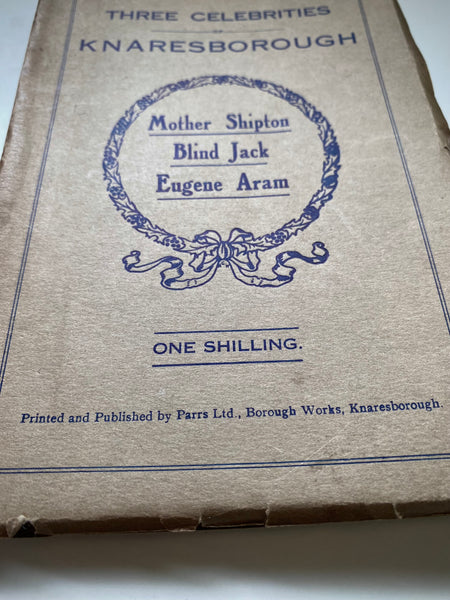 THREE CELEBRITIES
OF
KNARESBOROUGH
Mother Shipton
Blind Jack
Eugene Aram
ONE SHILLING.
Printed and Published by Parrs Ltd., Borough Works, Knaresborough.